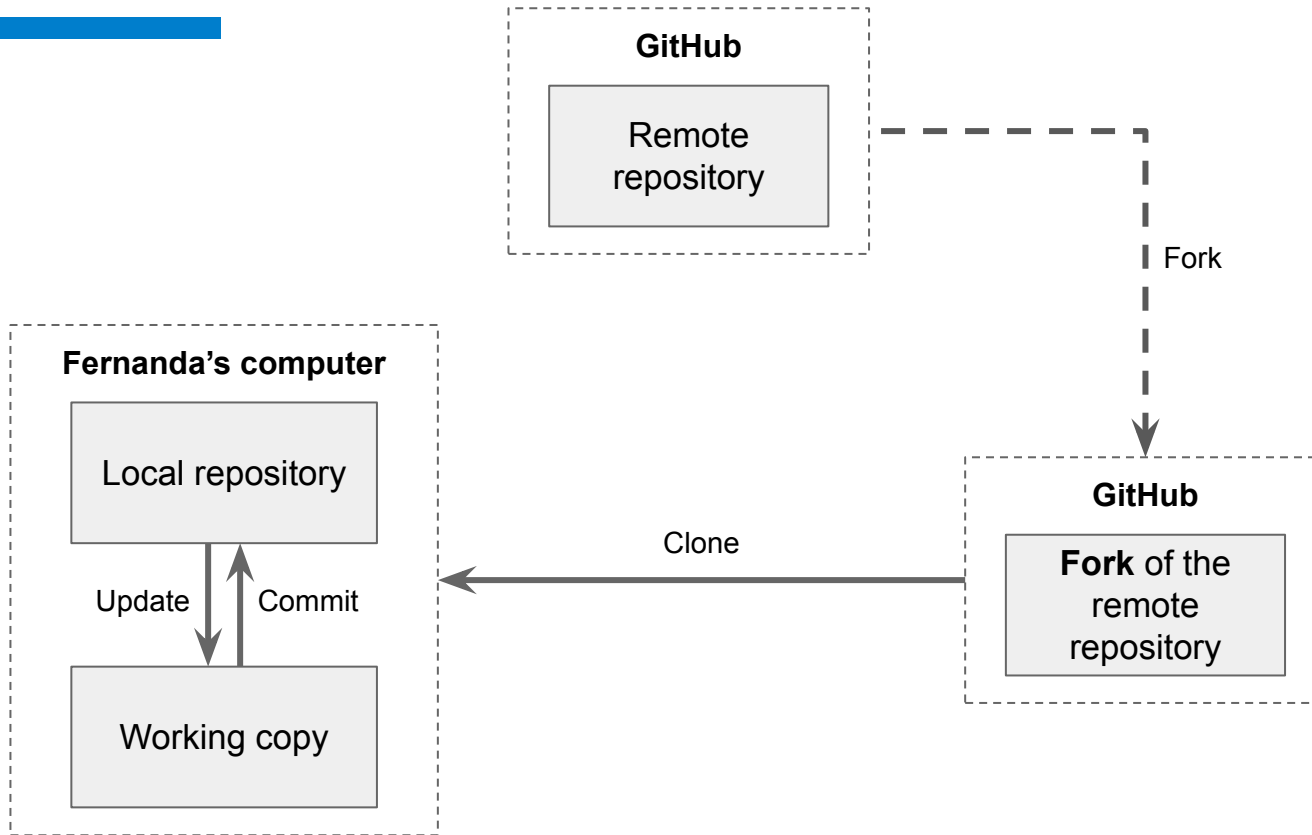 GitHub
Remote
repository
Fork
Fernanda’s computer
Local repository
Update
Commit
Working copy
Clone
GitHub
Fork of the
remote
repository